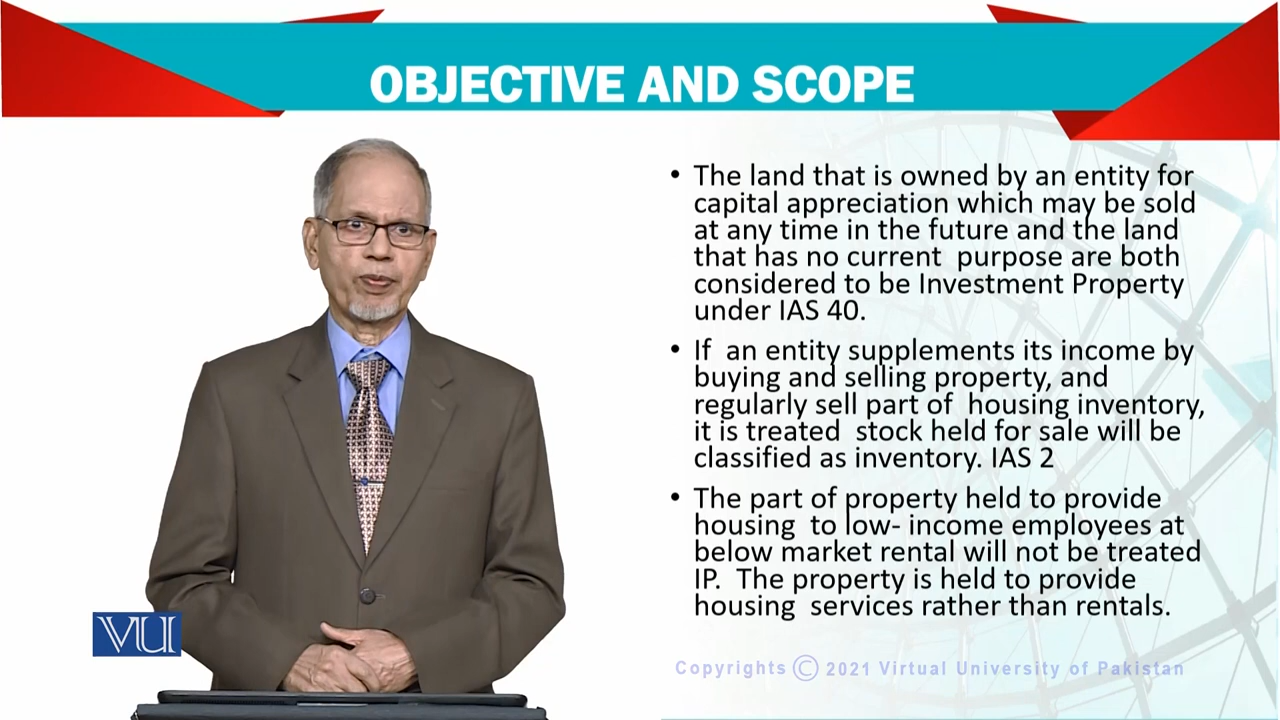 OBJECTIVE AND SCOPE
• The land that is owned by an entity for
capital appreciation which may be sold
at any time in the future and the land
that has no current purpose are both
considered to be Investment Property
under IAS 40.
• If an entity supplements its income by
buying and selling property, and
regularly sell part of housing inventory,
it is treated stock held for sale will be
classified as inventory. IAS 2
• The part of property held to provide
housing to low- income employees at
below market rental will not be treated
IP. The property is held to provide
housing services rather than rentals.
VU
Copyrights © 2021 Virtual University of Pakistan